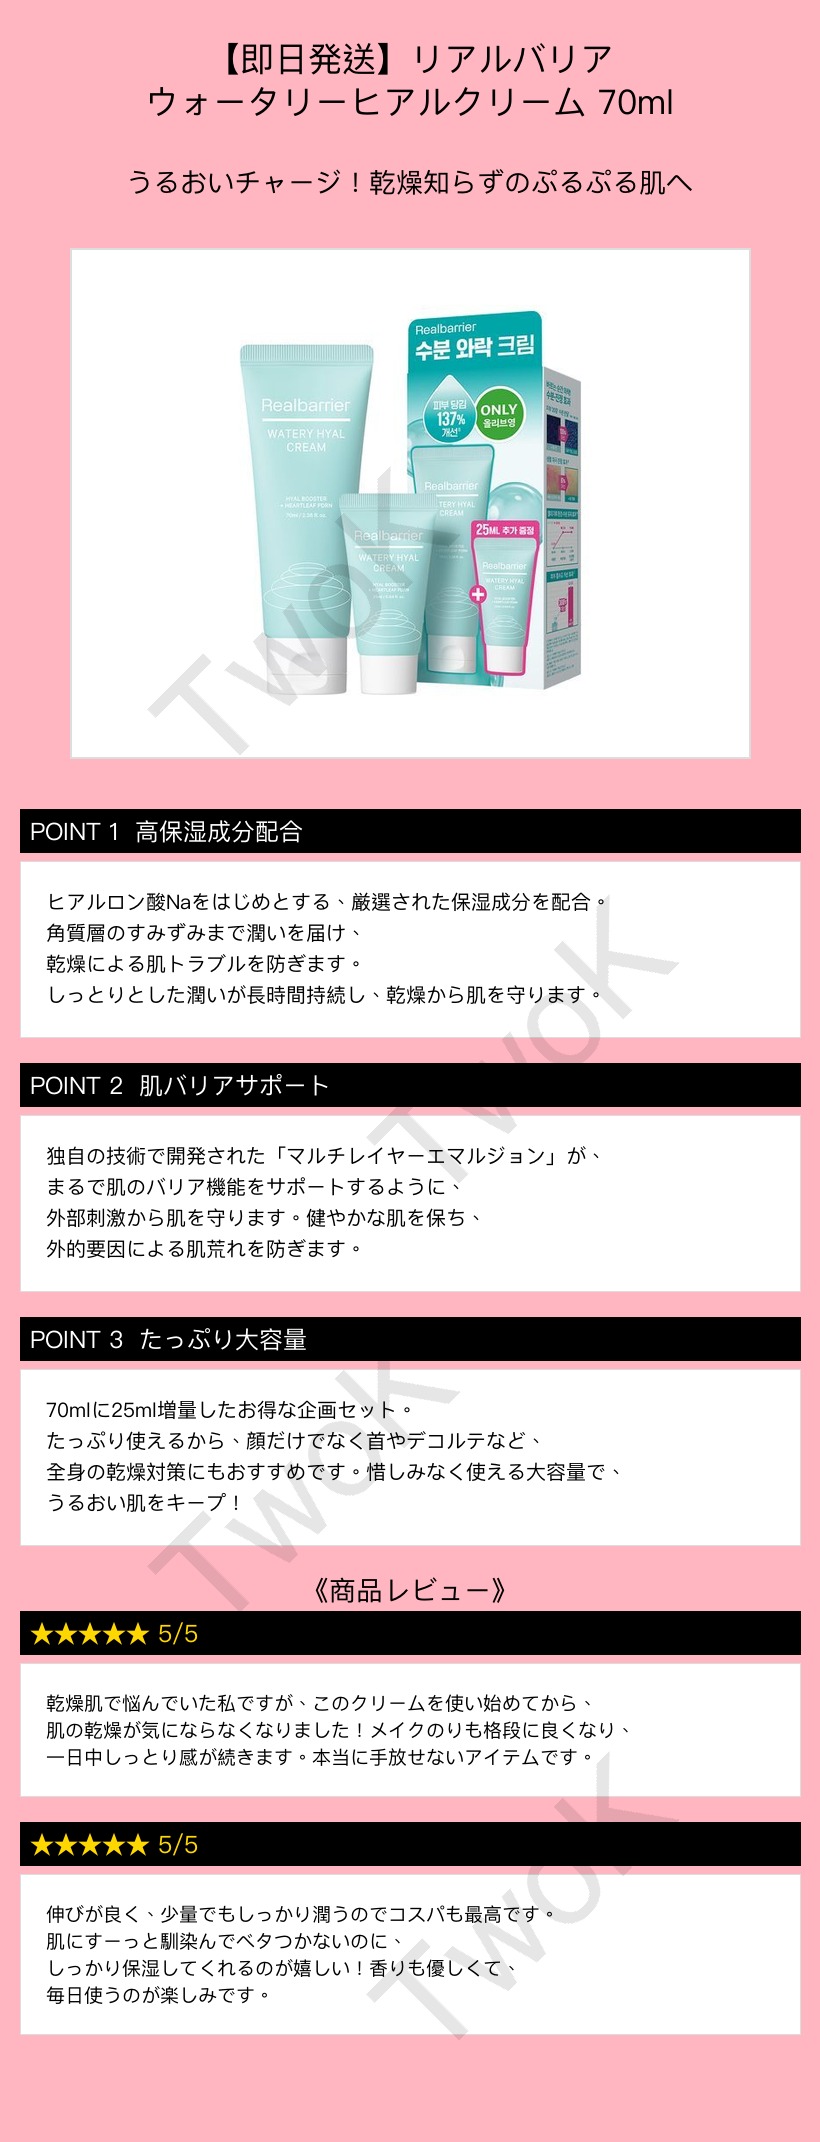 【即日発送】リアルバリア
ウォータリーヒアルクリーム 70ml
うるおいチャージ！乾燥知らずのぷるぷる肌へ
Realbarrier
WATERY HYAL
CREAM
HYAL BOOSTER
+ HEARTLEAF PDRN
Realbarrier
WATERY HYAL
CREAM
Realbarrier
수분 와락 크림
피부 당김
137%
개선
ONLY
올리브영
Realbarrier
WATERY HYAL
CREAM
25ML 추가 증정
Realbarrier
WATERY HYAL
CREAM
+
TwoK
POINT 1 高保湿成分配合
ヒアルロン酸Naをはじめとする、厳選された保湿成分を配合。
角質層のすみずみまで潤いを届け、
乾燥による肌トラブルを防ぎます。
しっとりとした潤いが長時間持続し、乾燥から肌を守ります。
TwoK
POINT 2 肌バリアサポート
独自の技術で開発された「マルチレイヤーエマルジョン」が、
まるで肌のバリア機能をサポートするように、
外部刺激から肌を守ります。健やかな肌を保ち、
外的要因による肌荒れを防ぎます。
POINT 3 たっぷり大容量
70mlに25ml増量したお得な企画セット。
たっぷり使えるから、顔だけでなく首やデコルテなど、
全身の乾燥対策にもおすすめです。惜しみなく使える大容量で、
うるおい肌をキープ！
TwoK
《商品レビュー》
★★★★★ 5/5
乾燥肌で悩んでいた私ですが、このクリームを使い始めてから、
肌の乾燥が気にならなくなりました！メイクのりも格段に良くなり、
一日中しっとり感が続きます。本当に手放せないアイテムです。
★★★★★ 5/5
伸びが良く、少量でもしっかり潤うのでコスパも最高です。
肌にすーっと馴染んでベタつかないのに、
しっかり保湿してくれるのが嬉しい！香りも優しくて、
毎日使うのが楽しみです。
TwoK